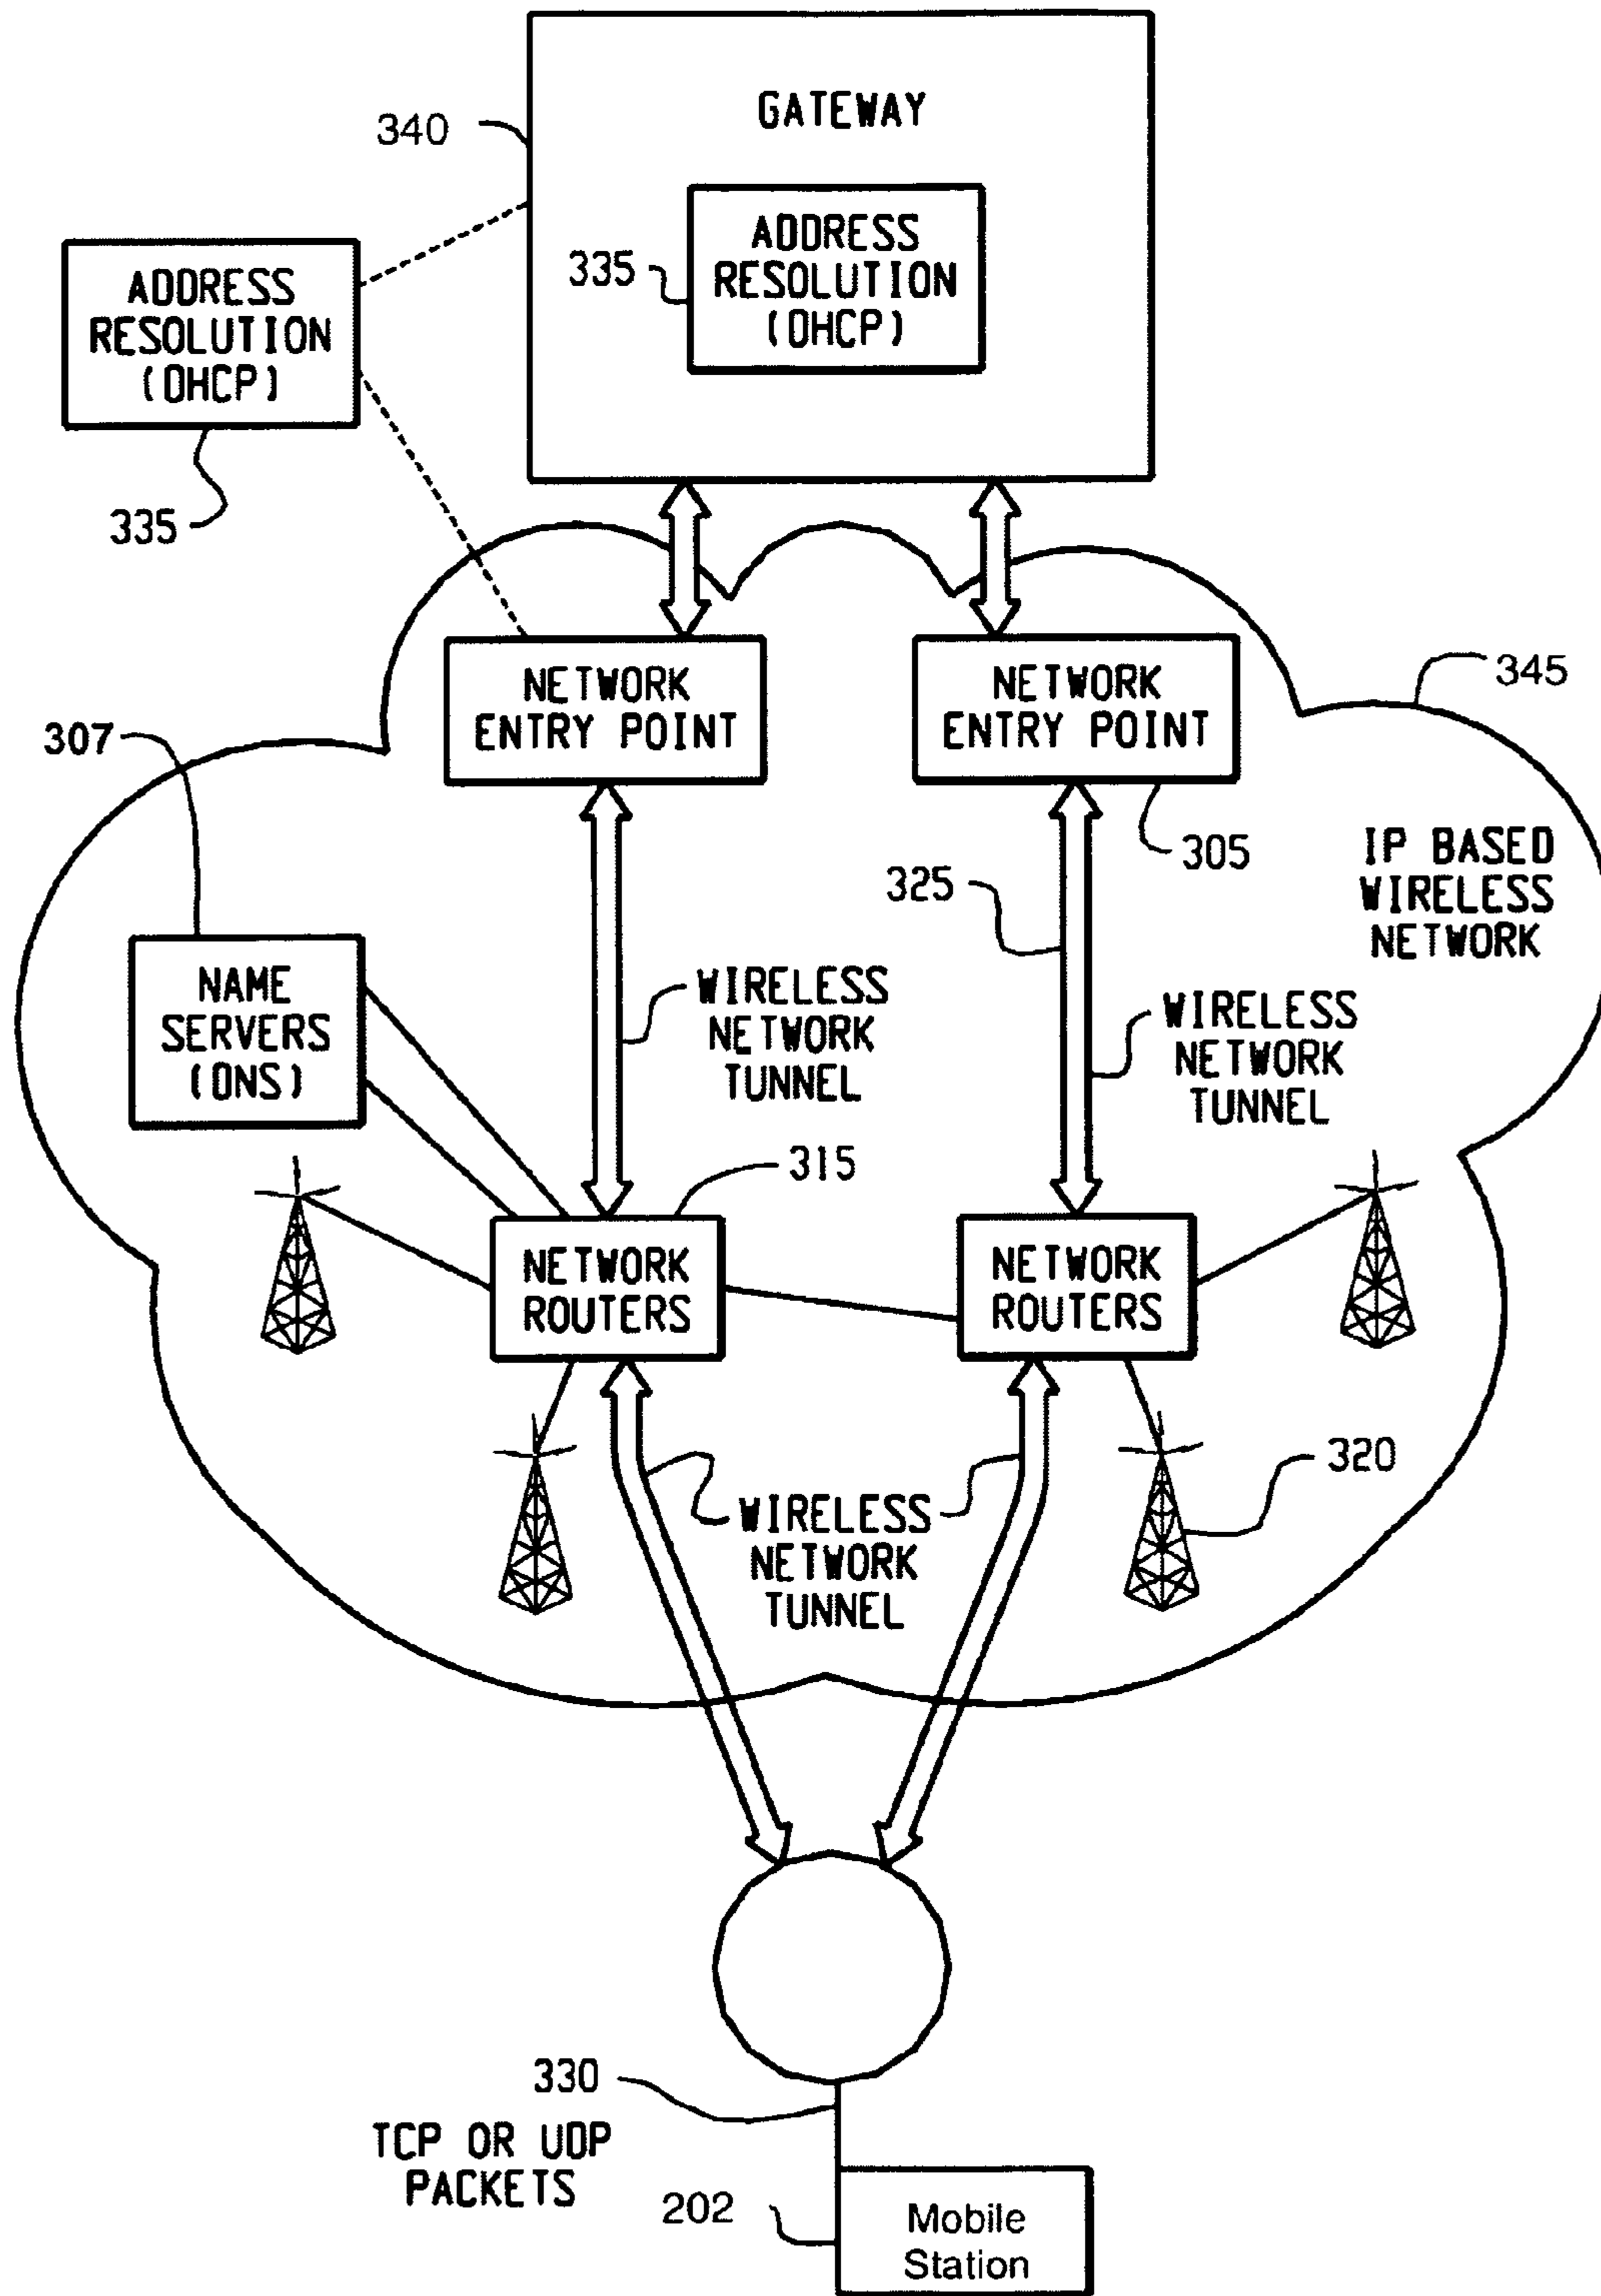 GATEWAY
340
ADDRESS
RESOLUTION
(DHCP)
335
ADDRESS
RESOLUTION
(DHCP)
335
NETWORK
ENTRY POINT
NETWORK
ENTRY POINT
345
307
305
IP BASED
WIRELESS
NETWORK
325
NAME
SERVERS
(DNS)
WIRELESS
NETWORK
TUNNEL
WIRELESS
NETWORK
TUNNEL
315
NETWORK
ROUTERS
NETWORK
ROUTERS
320
WIRELESS
NETWORK
TUNNEL
330
TCP OR UDP
PACKETS
202
Mobile
Station